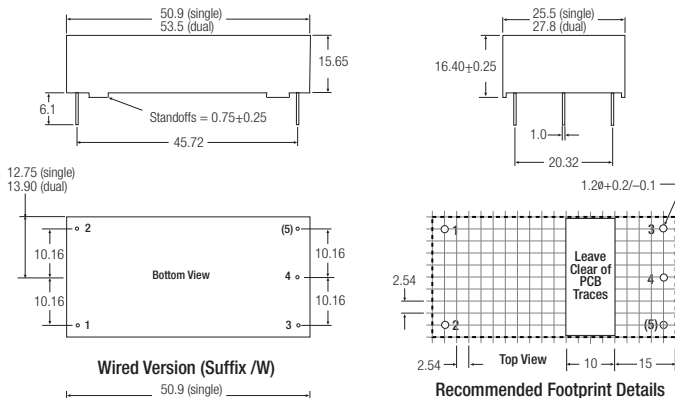 50.9 (single)
53.5 (dual)
15.65
6.1
Standoffs = 0.75±0.25
45.72
25.5 (single)
27.8 (dual)
16.40±0.25
1.0
20.32
12.75 (single)
13.90 (dual)
10.16
10.16
2
1
Bottom View
(5)
4
3
10.16
10.16
Wired Version (Suffix /W)
50.9 (single)
1.2ø+0.2/–0.1
1
2
Leave
Clear of
PCB
Traces
3
4
(5)
2.54
2.54
Top View
10
15
Recommended Footprint Details